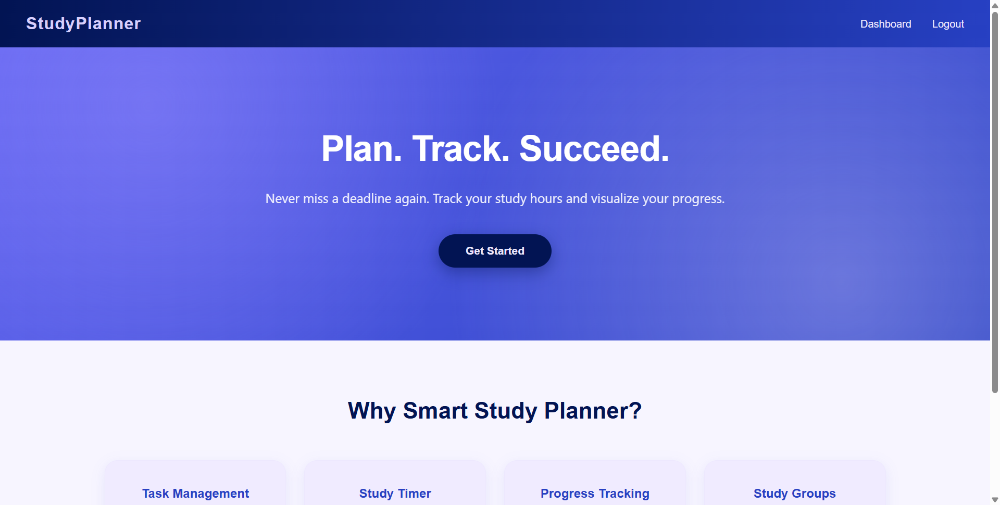 StudyPlanner
Dashboard Logout
Plan. Track. Succeed.
Never miss a deadline again. Track your study hours and visualize your progress.
Get Started
Why Smart Study Planner?
Task Management
Study Timer
Progress Tracking
Study Groups